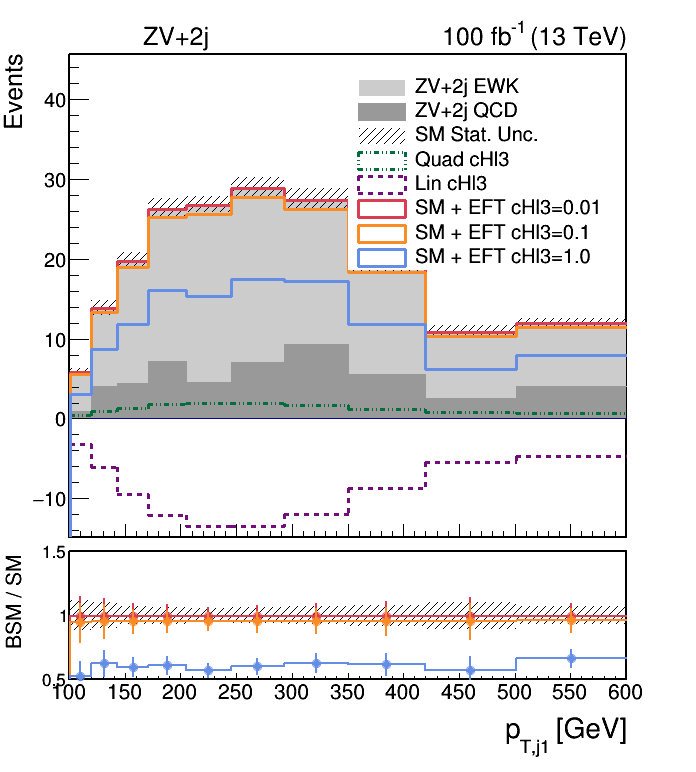 ZV+2j 100 fb-1 (13 TeV)
Events
40
30
20
10
0
−10
ZV+2j EWK
ZV+2j QCD
SM Stat. Unc.
Quad cHl3
Lin cHl3
SM + EFT cHl3=0.01
SM + EFT cHl3=0.1
SM + EFT cHl3=1.0
BSM / SM
1.5
1
0.5
100 150 200 250 300 350 400 450 500 550 600
pT,j1 [GeV]